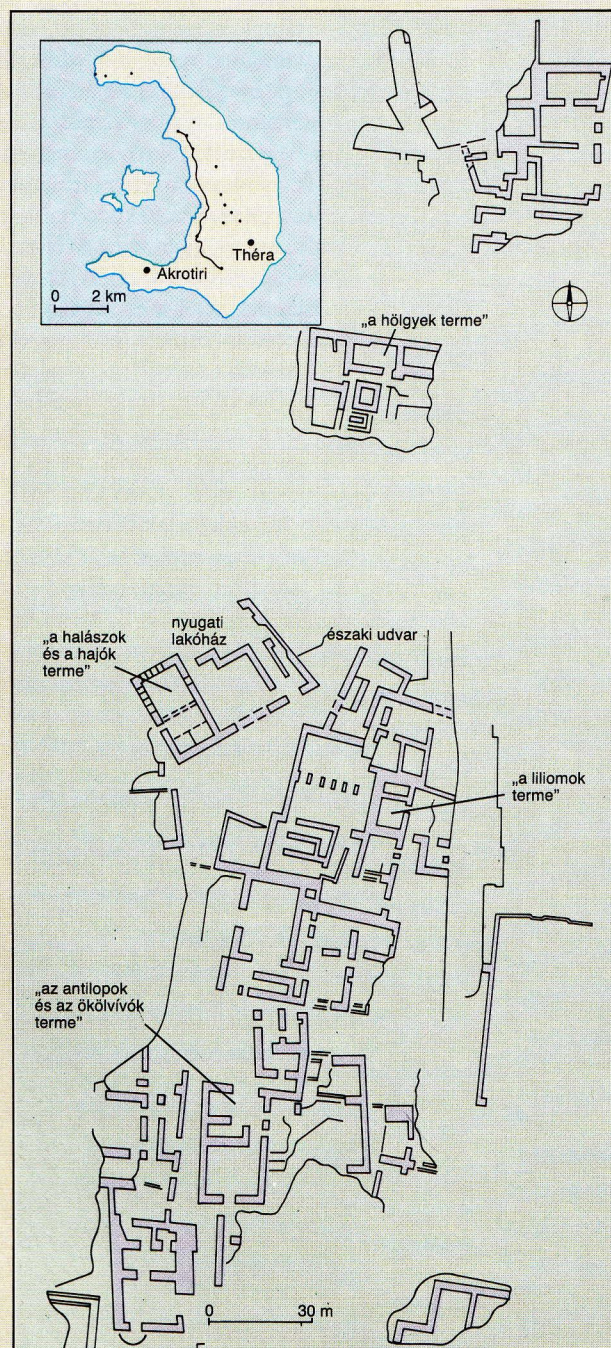 Théra
Akrotiri
0 2 km
„a hölgyek terme”
„a halászok
és a hajók
terme”
nyugati
lakóház
északi udvar
„a liliomok
terme”
„az antilopok
és az ökölvívók
terme”
0 30 m